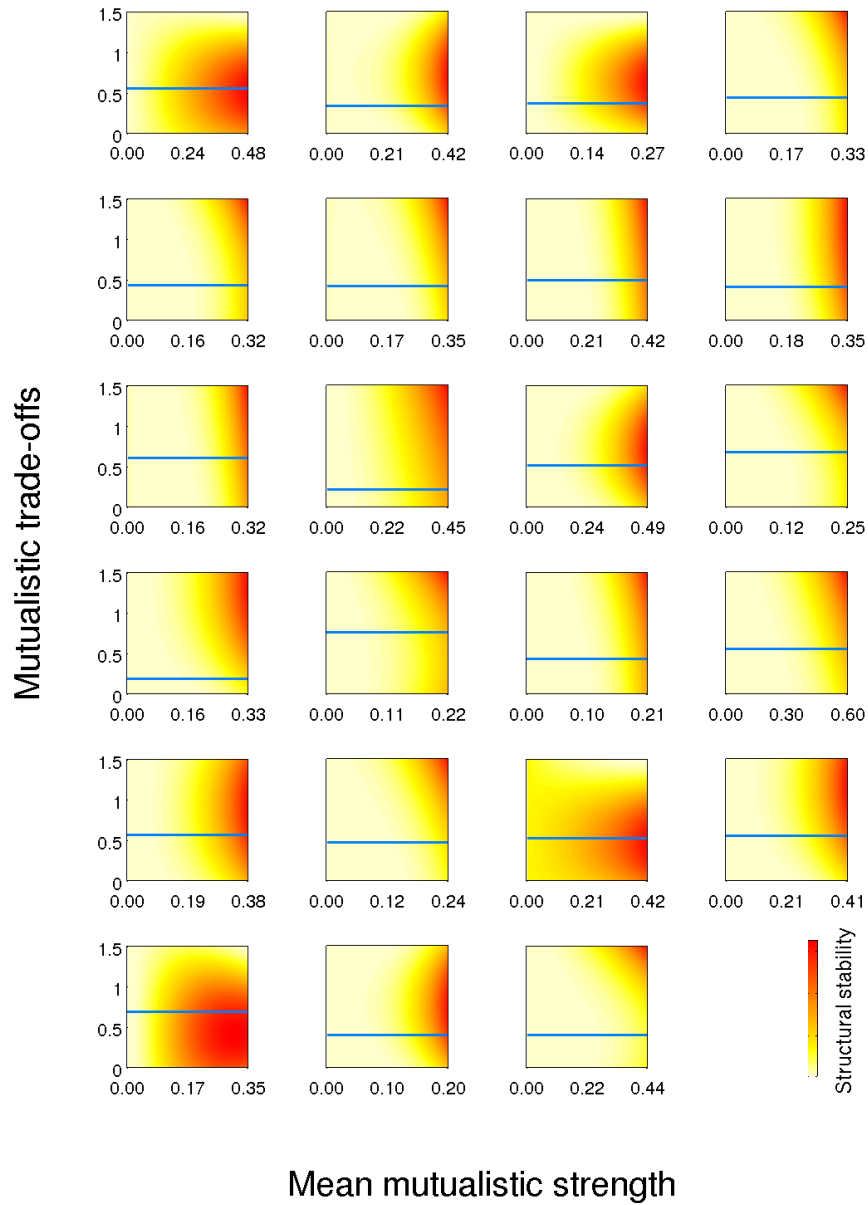 1.5
1
0.5
0
0.00 0.24 0.48
0.00 0.21 0.42
0.00 0.14 0.27
0.00 0.17 0.33
1.5
1
0.5
0
0.00 0.16 0.32
0.00 0.17 0.35
0.00 0.21 0.42
0.00 0.18 0.35
Mutualistic trade-offs
1.5
1
0.5
0
0.00 0.16 0.32
0.00 0.22 0.45
0.00 0.24 0.49
0.00 0.12 0.25
1.5
1
0.5
0
0.00 0.16 0.33
0.00 0.11 0.22
0.00 0.10 0.21
0.00 0.30 0.60
1.5
1
0.5
0
0.00 0.19 0.38
0.00 0.12 0.24
0.00 0.21 0.42
0.00 0.21 0.41
1.5
1
0.5
0
0.00 0.17 0.35
0.00 0.10 0.20
0.00 0.22 0.44
Structural stability
Mean mutualistic strength